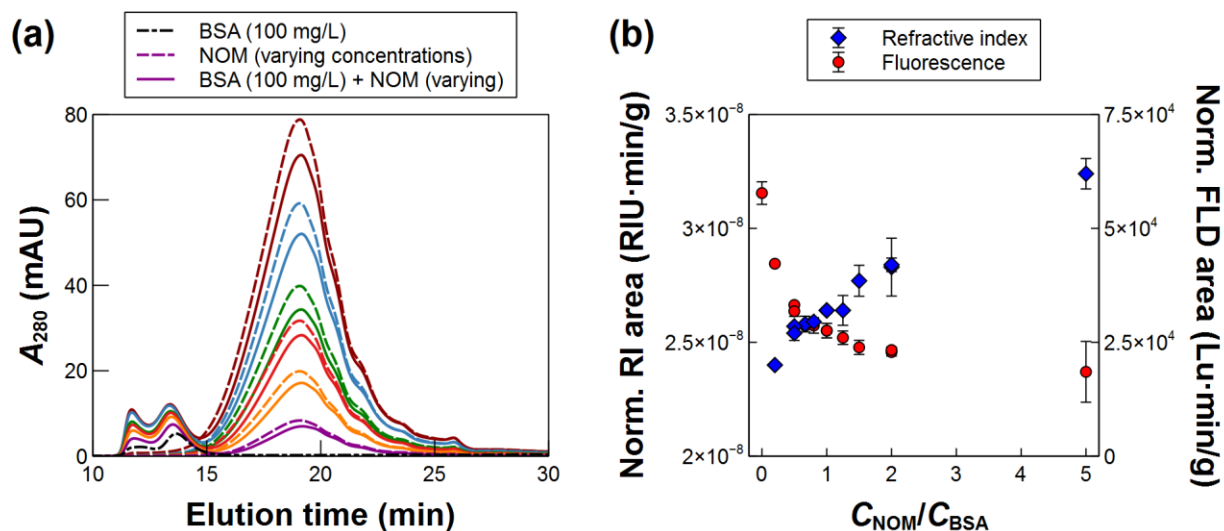 (a)
BSA (100 mg/L)
NOM (varying concentrations)
BSA (100 mg/L) + NOM (varying)
A280 (mAU)
80
60
40
20
0
10 15 20 25 30
Elution time (min)
(b)
Refractive index
Fluorescence
Norm. RI area (RIU·min/g)
3.5×10⁻⁸
3×10⁻⁸
2.5×10⁻⁸
2×10⁻⁸
7.5×10⁴
5×10⁴
2.5×10⁴
0
Norm. FLD area (Lu·min/g)
0 1 2 3 4 5
CNOM/CBSA